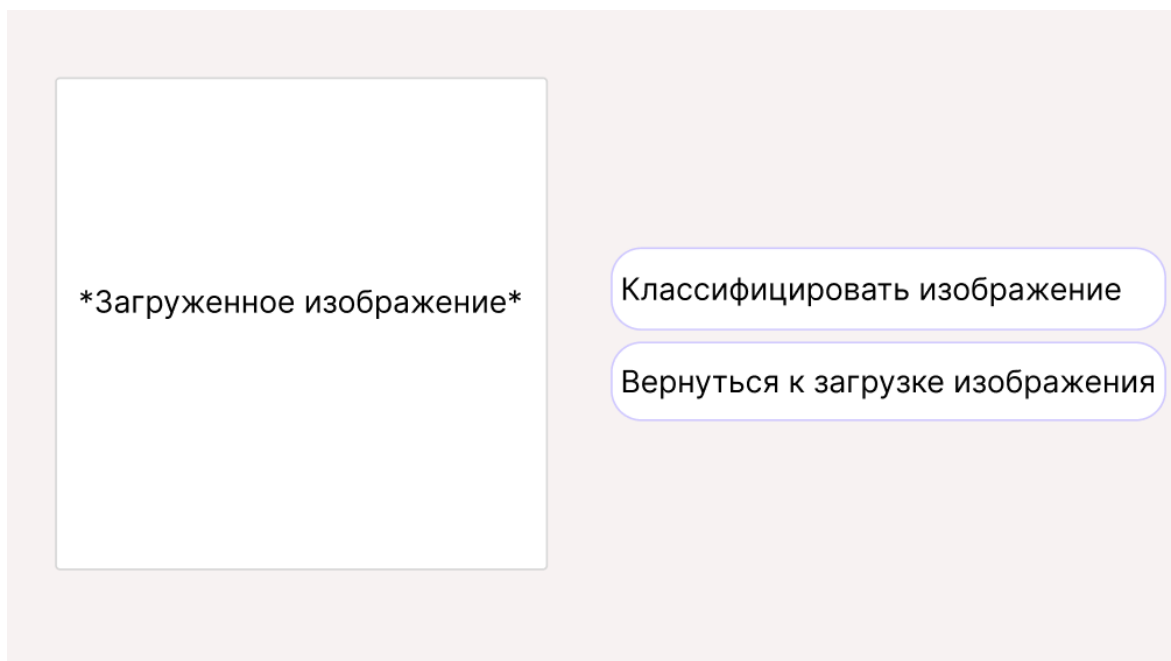 *Загруженное изображение*
Классифицировать изображение
Вернуться к загрузке изображения